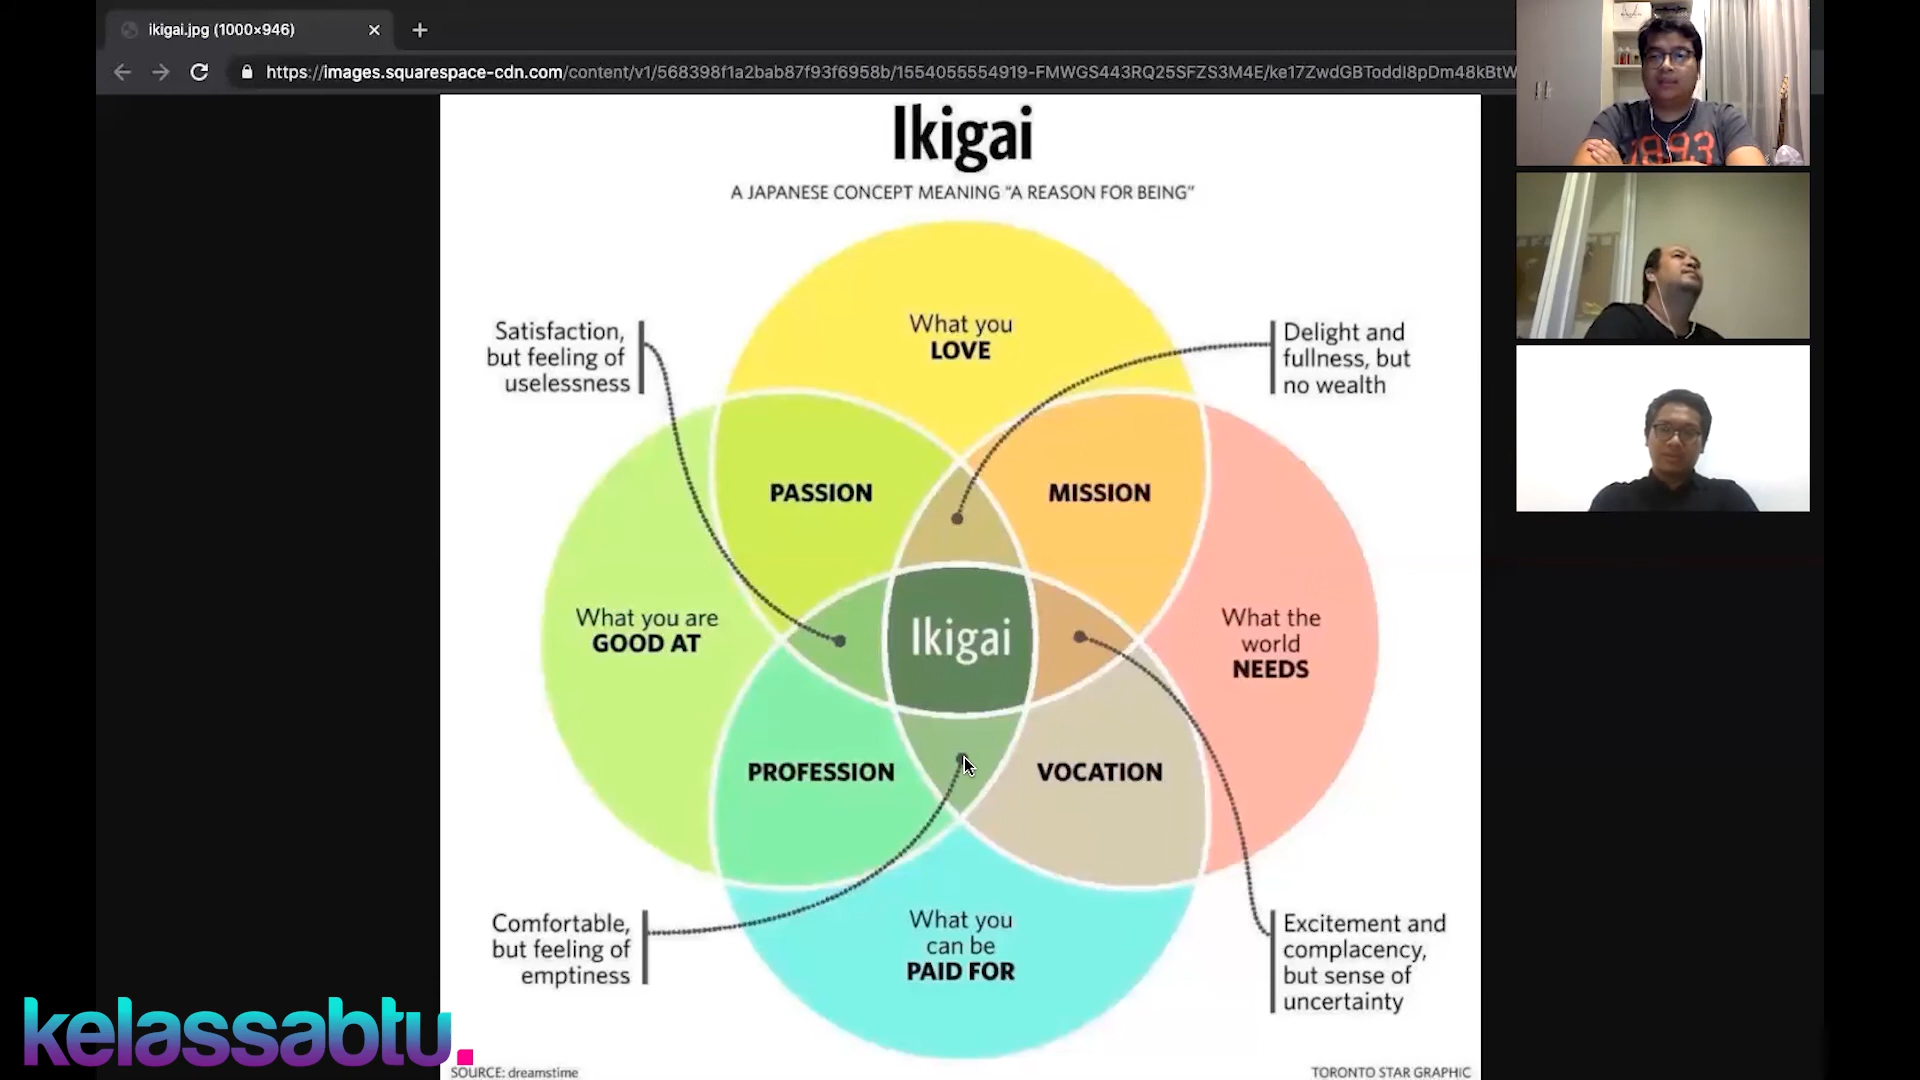 ikigai.jpg (1000×946)
https://images.squarespace-cdn.com/content/v1/568398f1a2bab87f93f6958b/1554055554919-FMWGS443RQ25SFZS3M4E/ke17ZwdGBToddI8pDm48kBtW
Ikigai
A JAPANESE CONCEPT MEANING “A REASON FOR BEING”
Satisfaction,
but feeling of
uselessness
What you
LOVE
Delight and
fullness, but
no wealth
PASSION
MISSION
What you are
GOOD AT
Ikigai
What the
world
NEEDS
PROFESSION
VOCATION
Comfortable,
but feeling of
emptiness
What you
can be
PAID FOR
Excitement and
complacency,
but sense of
uncertainty
SOURCE: dreamstime
TORONTO STAR GRAPHIC
kelassabtu.
1993